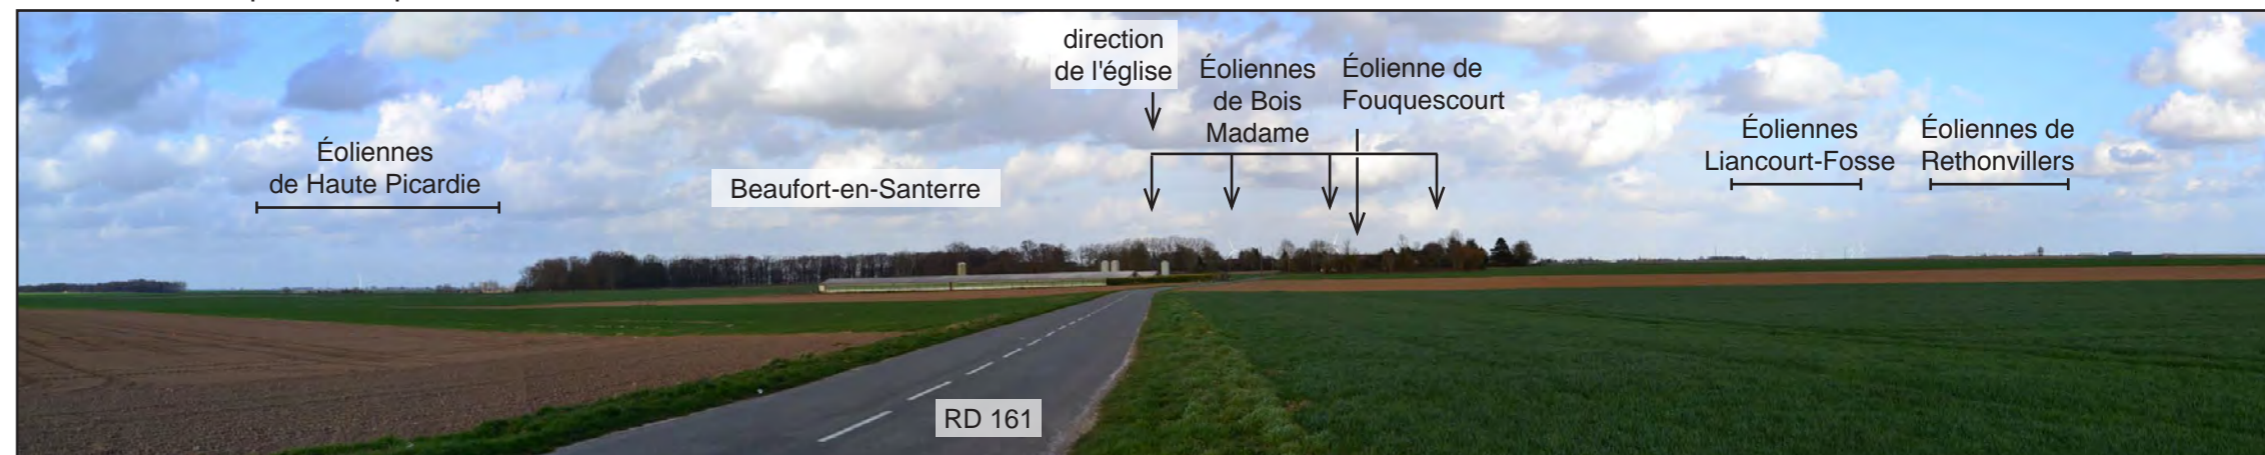 direction
de l'église
Éoliennes
de Bois
Madame
Éolienne de
Fouquescourt
Éoliennes
Liancourt-Fosse
Éoliennes de
Rethonvillers
Éoliennes
de Haute Picardie
Beaufort-en-Santerre
RD 161